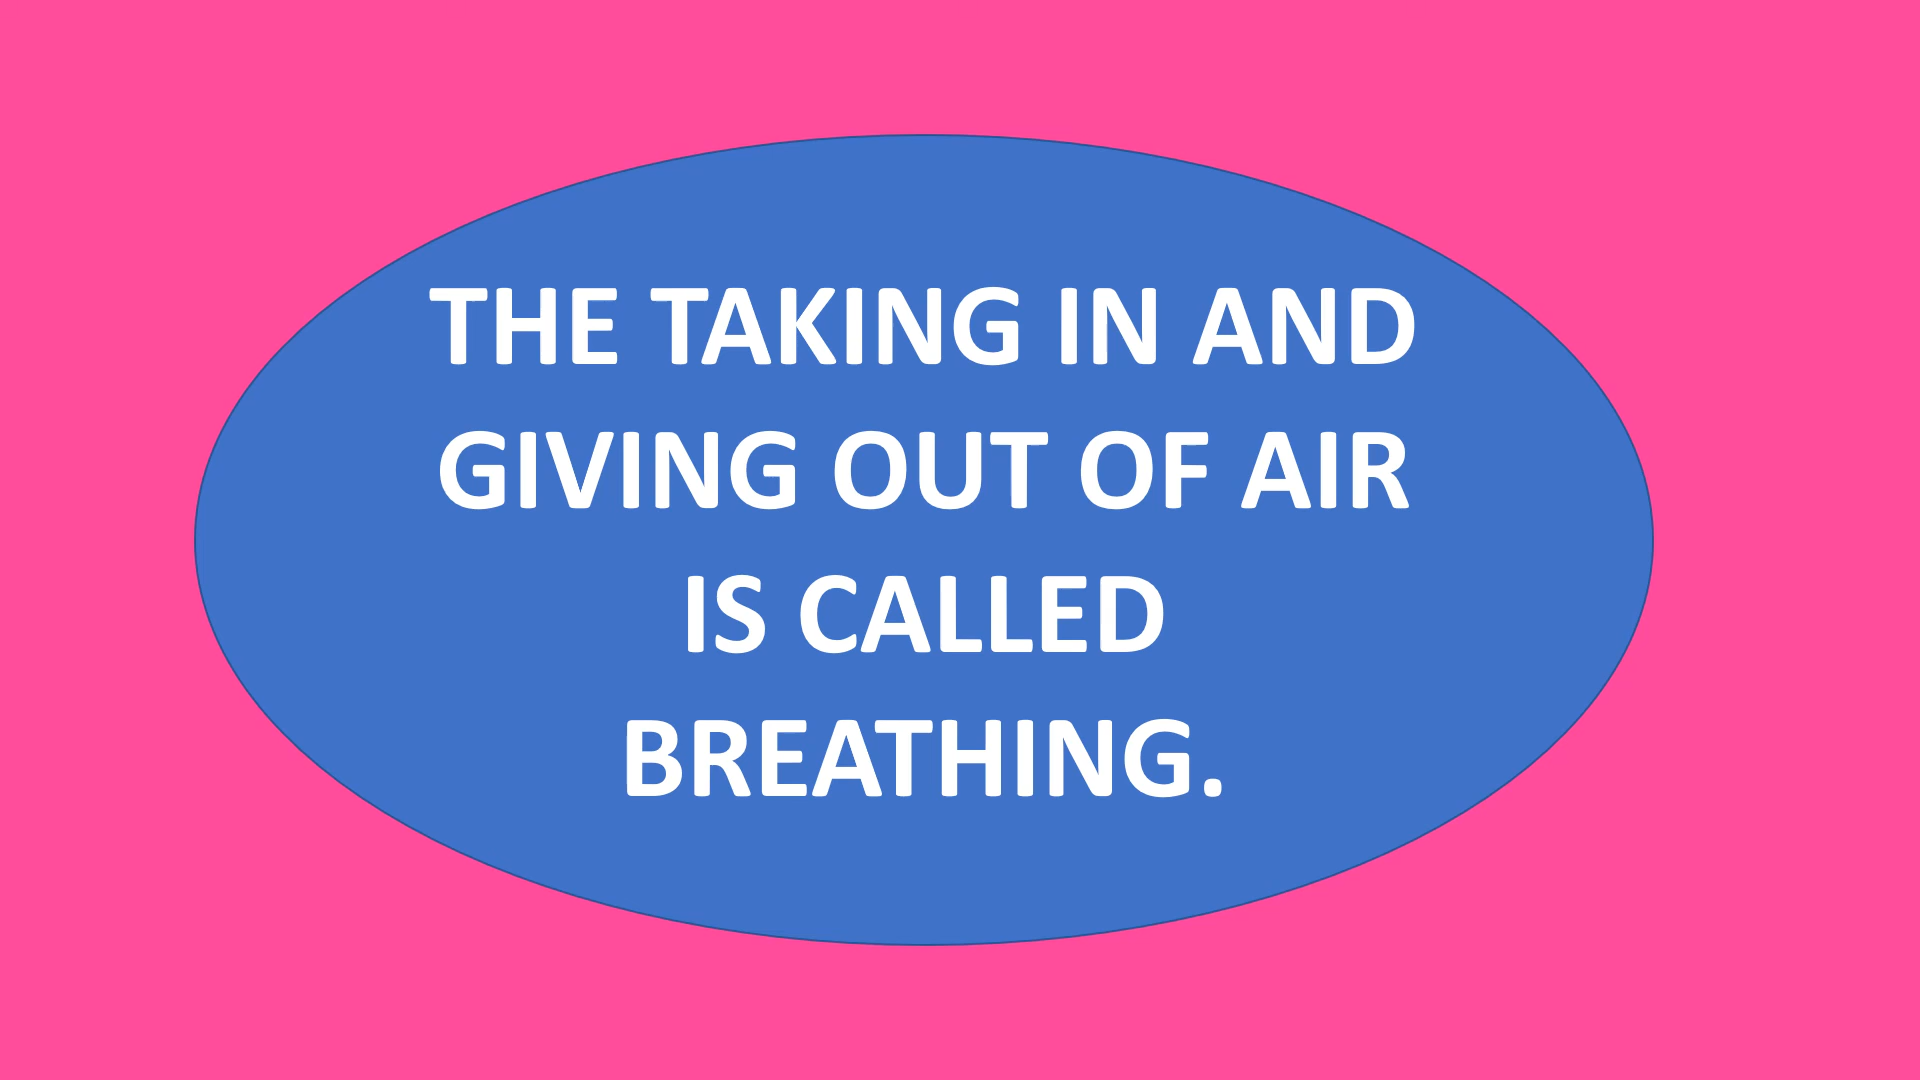 THE TAKING IN AND
GIVING OUT OF AIR
IS CALLED
BREATHING.